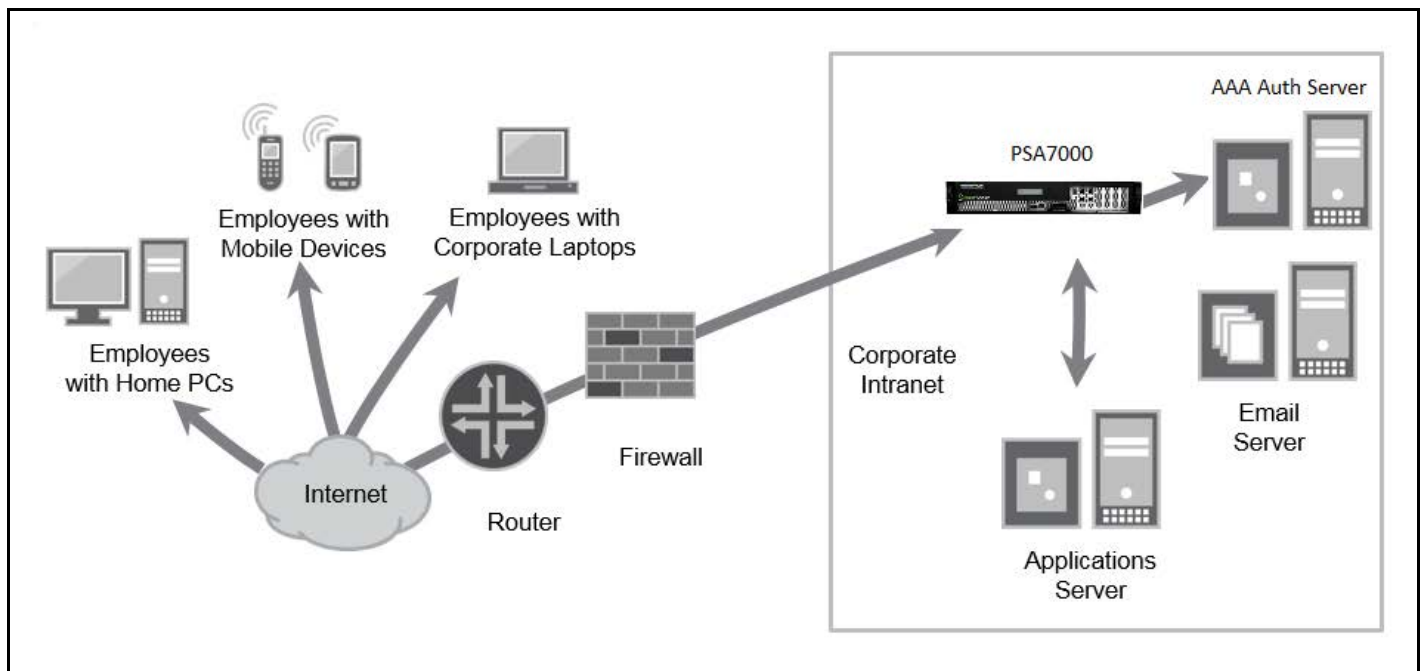 AAA Auth Server
PSA7000
Employees with
Mobile Devices
Employees with
Corporate Laptops
Employees
with Home PCs
Corporate
Intranet
Email
Server
Firewall
Internet
Router
Applications
Server